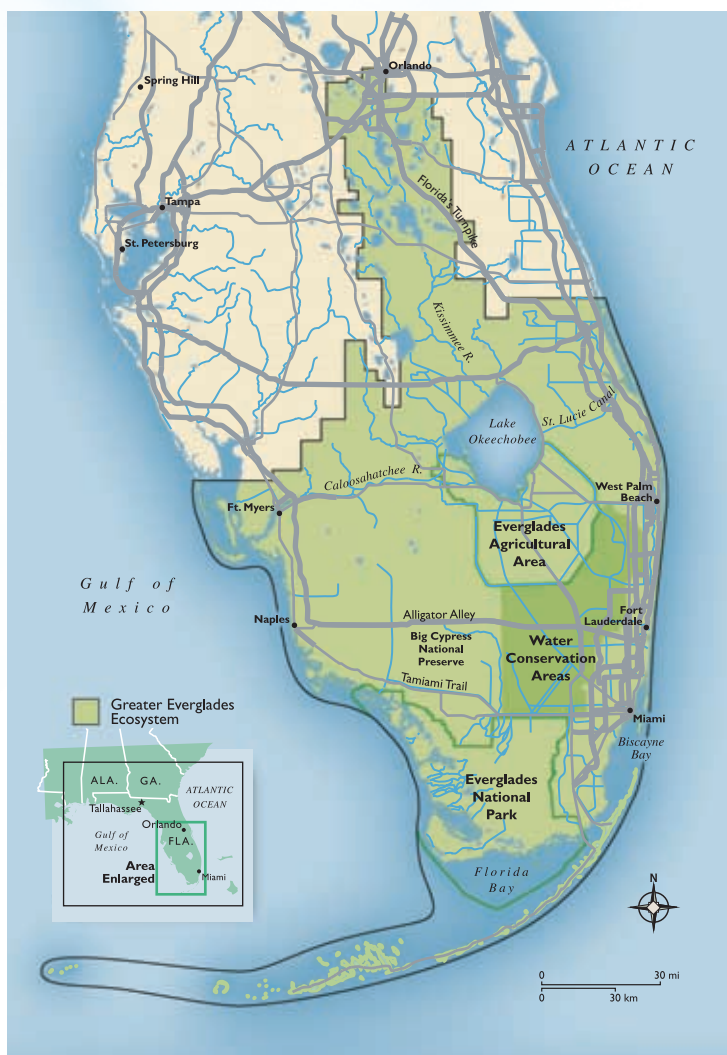 Orlando
Spring Hill
ATLANTIC
OCEAN
Florida's Turnpike
Tampa
St. Petersburg
Kissimmee R.
St. Lucie Canal
Lake
Okeechobee
Caloosahatchee R.
West Palm
Beach
Ft. Myers
Everglades
Agricultural
Area
Gulf of
Mexico
Alligator Alley
Fort
Lauderdale
Naples
Big Cypress
National
Preserve
Water
Conservation
Areas
Tamiami Trail
Greater Everglades
Ecosystem
Miami
Biscayne
Bay
ALA.
GA.
ATLANTIC
OCEAN
Tallahassee
Orlando
Gulf of
Mexico
FLA.
Area
Enlarged
Miami
Everglades
National
Park
Florida
Bay
N
0 30 mi
0 30 km